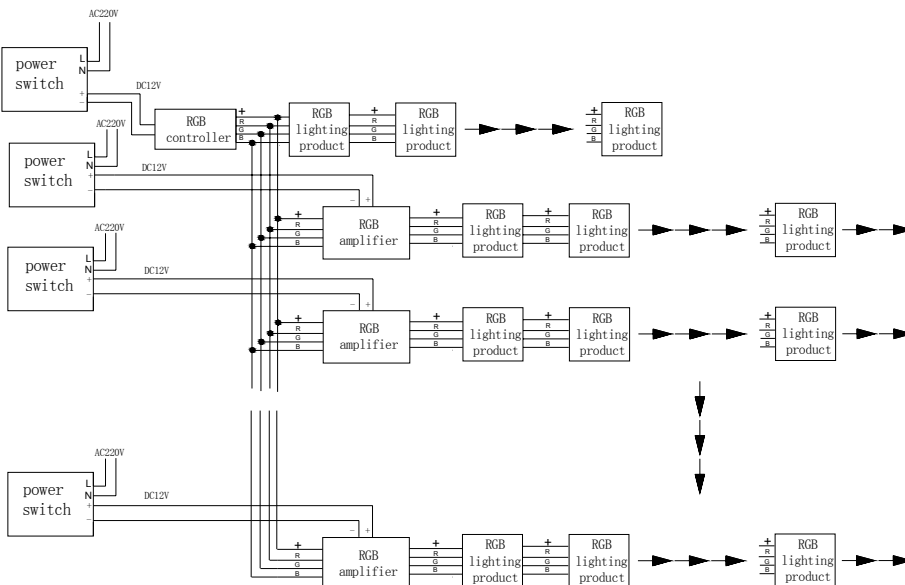 AC220V
power
switch
L
N
+
−
DC12V
RGB
controller
+
R
G
B
RGB
lighting
product
+
R
G
B
RGB
lighting
product
+
R
G
B
RGB
lighting
product
AC220V
power
switch
L
N
+
−
DC12V
− +
+
R
G
B
RGB
amplifier
+
R
G
B
RGB
lighting
product
+
R
G
B
RGB
lighting
product
+
R
G
B
RGB
lighting
product
AC220V
power
switch
L
N
+
−
DC12V
− +
+
R
G
B
RGB
amplifier
+
R
G
B
RGB
lighting
product
+
R
G
B
RGB
lighting
product
+
R
G
B
RGB
lighting
product
AC220V
power
switch
L
N
+
−
DC12V
− +
+
R
G
B
RGB
amplifier
+
R
G
B
RGB
lighting
product
+
R
G
B
RGB
lighting
product
+
R
G
B
RGB
lighting
product